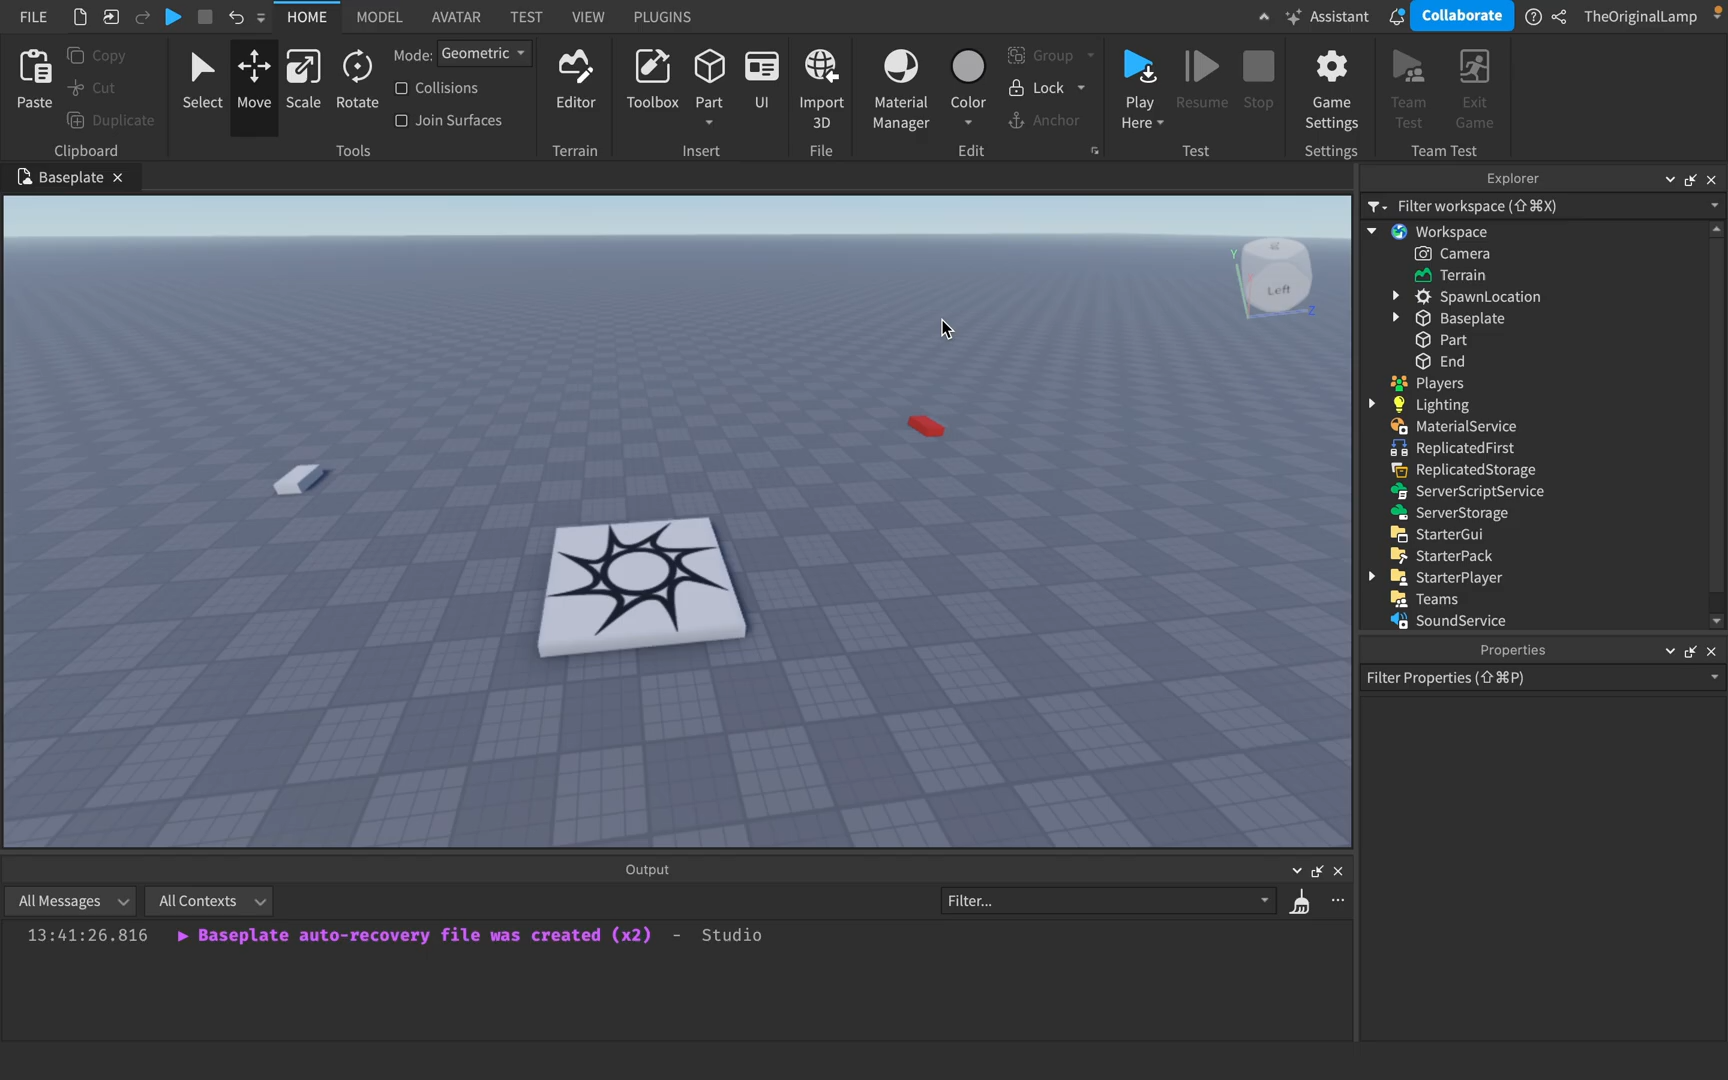 FILE HOME MODEL AVATAR TEST VIEW PLUGINS Assistant Collaborate TheOriginalLamp
Paste Copy Cut Duplicate
Clipboard
Select Move Scale Rotate
Mode: Geometric
Collisions
Join Surfaces
Tools
Editor
Terrain
Toolbox Part UI
Insert
Import
3D
File
Material
Manager
Color
Group
Lock
Anchor
Edit
Play
Here
Resume Stop
Test
Game
Settings
Settings
Team
Test
Exit
Game
Team Test
Baseplate
Y
Left
Z
Explorer
Filter workspace (⇧⌘X)
Workspace
Camera
Terrain
SpawnLocation
Baseplate
Part
End
Players
Lighting
MaterialService
ReplicatedFirst
ReplicatedStorage
ServerScriptService
ServerStorage
StarterGui
StarterPack
StarterPlayer
Teams
SoundService
Properties
Filter Properties (⇧⌘P)
Output
All Messages All Contexts Filter...
13:41:26.816 ▶ Baseplate auto-recovery file was created (x2) - Studio